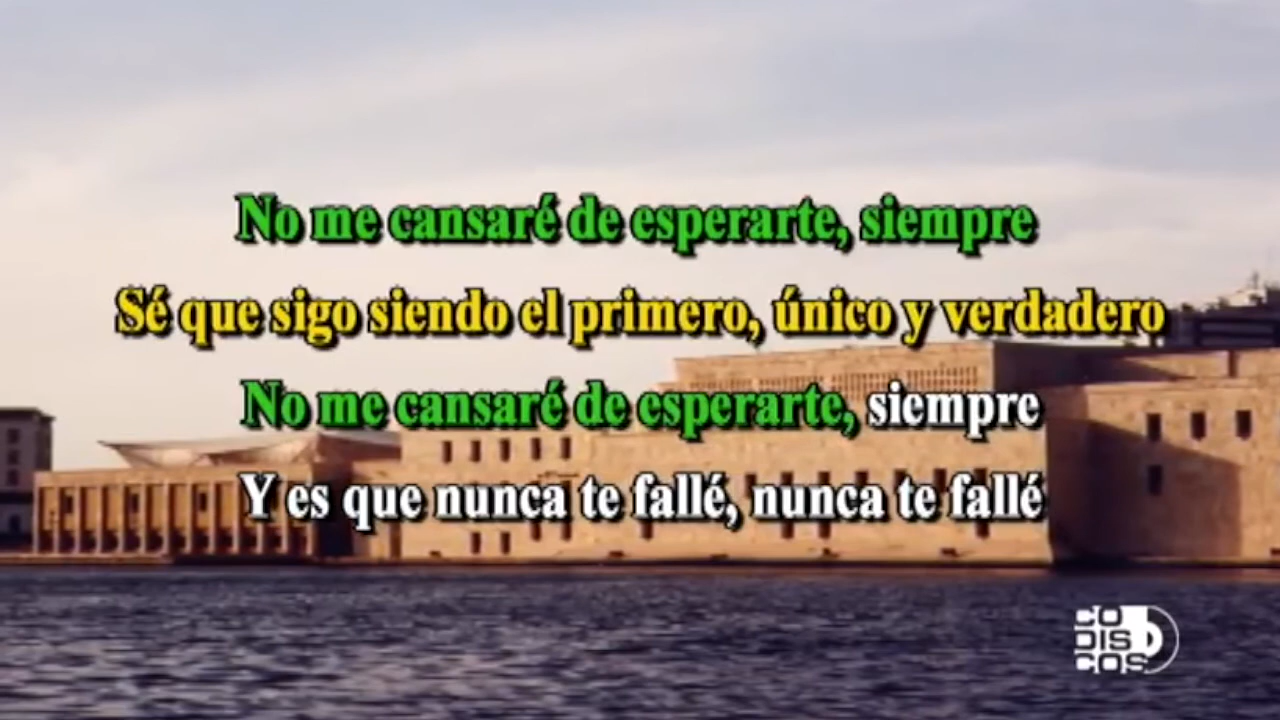 No me cansaré de esperarte, siempre
Sé que sigo siendo el primero, único y verdadero
No me cansaré de esperarte, siempre
Y es que nunca te fallé, nunca te fallé
CO
DIS
COS